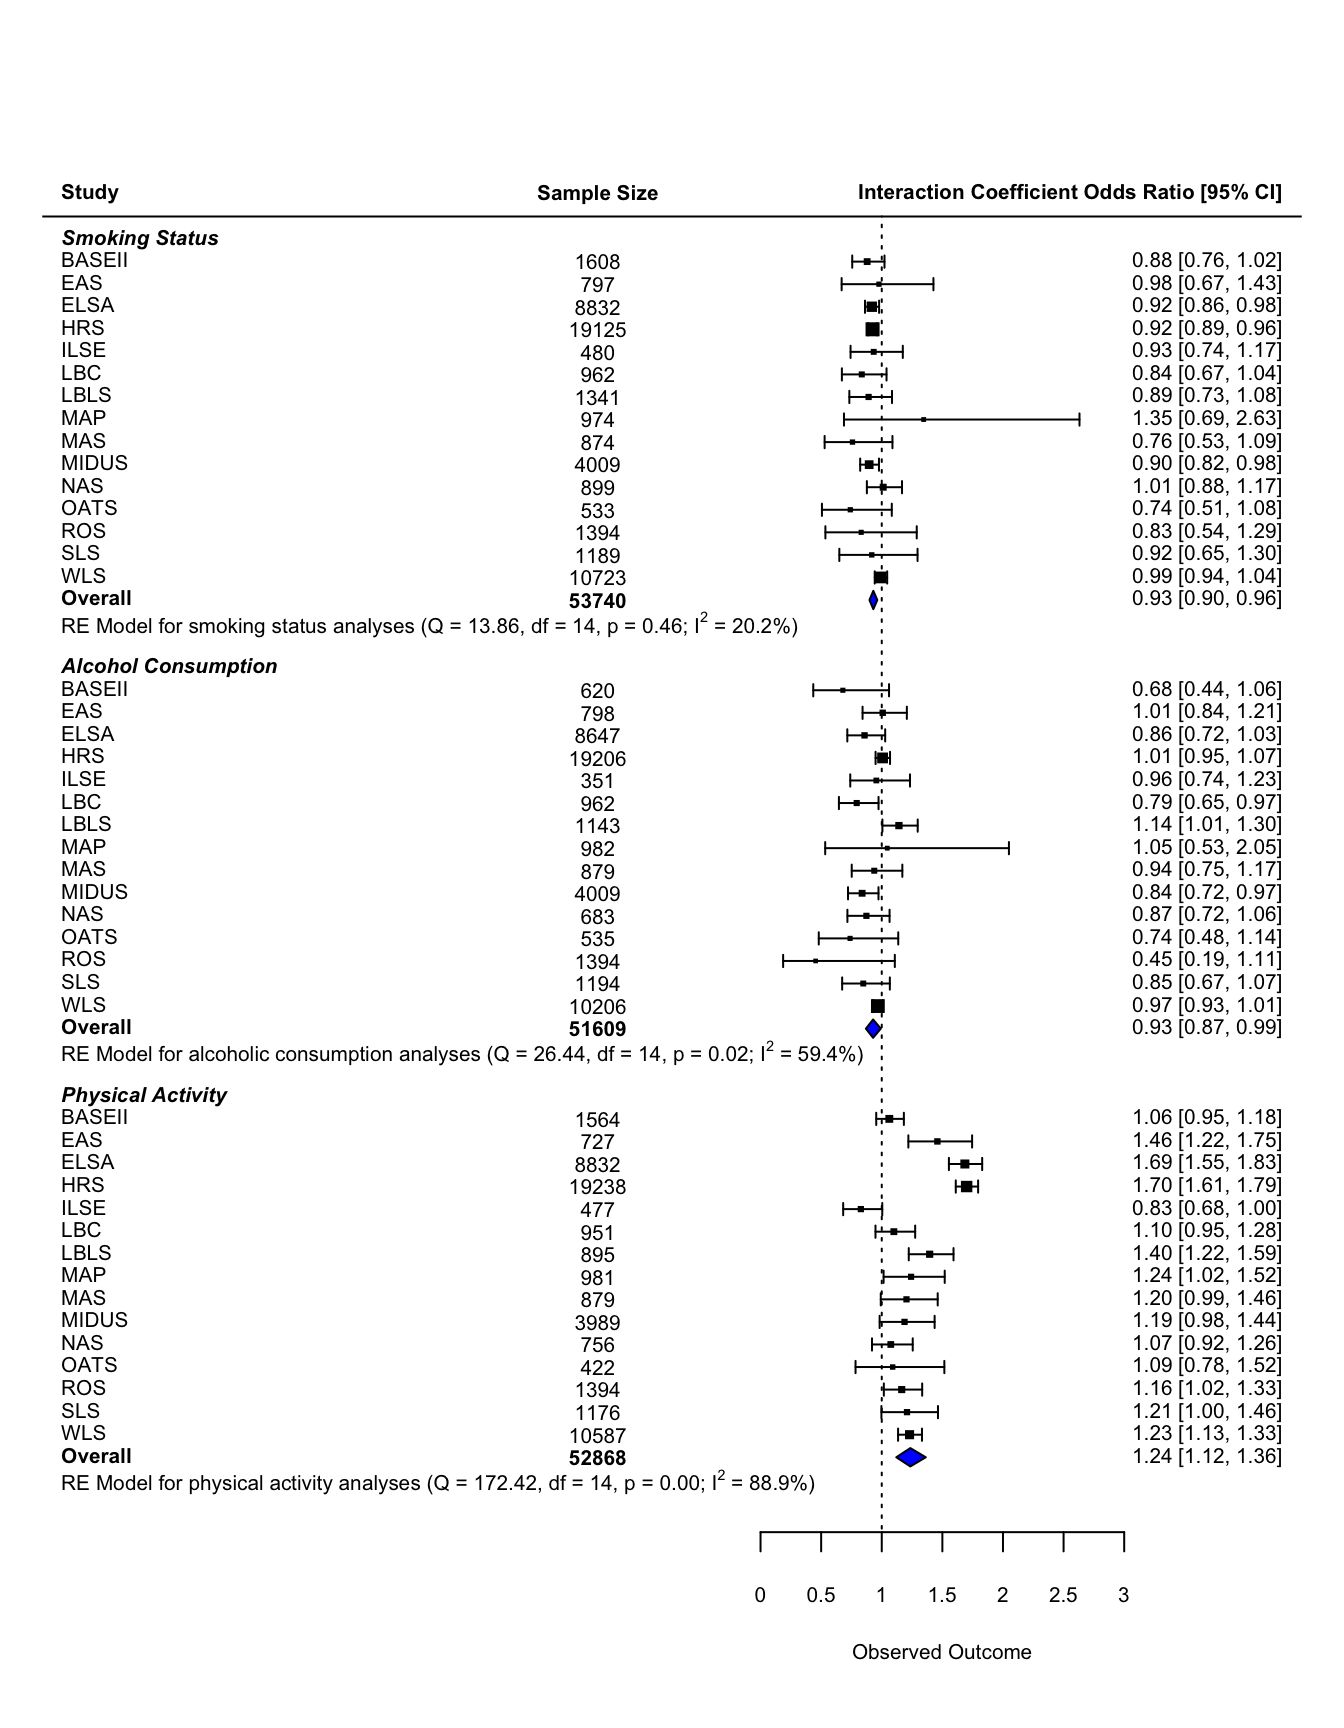 Study Sample Size Interaction Coefficient Odds Ratio [95% CI]
Smoking Status
BASEII 1608 0.88 [0.76, 1.02]
EAS 797 0.98 [0.67, 1.43]
ELSA 8832 0.92 [0.86, 0.98]
HRS 19125 0.92 [0.89, 0.96]
ILSE 480 0.93 [0.74, 1.17]
LBC 962 0.84 [0.67, 1.04]
LBLS 1341 0.89 [0.73, 1.08]
MAP 974 1.35 [0.69, 2.63]
MAS 874 0.76 [0.53, 1.09]
MIDUS 4009 0.90 [0.82, 0.98]
NAS 899 1.01 [0.88, 1.17]
OATS 533 0.74 [0.51, 1.08]
ROS 1394 0.83 [0.54, 1.29]
SLS 1189 0.92 [0.65, 1.30]
WLS 10723 0.99 [0.94, 1.04]
Overall 53740 0.93 [0.90, 0.96]
RE Model for smoking status analyses (Q = 13.86, df = 14, p = 0.46; I² = 20.2%)
Alcohol Consumption
BASEII 620 0.68 [0.44, 1.06]
EAS 798 1.01 [0.84, 1.21]
ELSA 8647 0.86 [0.72, 1.03]
HRS 19206 1.01 [0.95, 1.07]
ILSE 351 0.96 [0.74, 1.23]
LBC 962 0.79 [0.65, 0.97]
LBLS 1143 1.14 [1.01, 1.30]
MAP 982 1.05 [0.53, 2.05]
MAS 879 0.94 [0.75, 1.17]
MIDUS 4009 0.84 [0.72, 0.97]
NAS 683 0.87 [0.72, 1.06]
OATS 535 0.74 [0.48, 1.14]
ROS 1394 0.45 [0.19, 1.11]
SLS 1194 0.85 [0.67, 1.07]
WLS 10206 0.97 [0.93, 1.01]
Overall 51609 0.93 [0.87, 0.99]
RE Model for alcoholic consumption analyses (Q = 26.44, df = 14, p = 0.02; I² = 59.4%)
Physical Activity
BASEII 1564 1.06 [0.95, 1.18]
EAS 727 1.46 [1.22, 1.75]
ELSA 8832 1.69 [1.55, 1.83]
HRS 19238 1.70 [1.61, 1.79]
ILSE 477 0.83 [0.68, 1.00]
LBC 951 1.10 [0.95, 1.28]
LBLS 895 1.40 [1.22, 1.59]
MAP 981 1.24 [1.02, 1.52]
MAS 879 1.20 [0.99, 1.46]
MIDUS 3989 1.19 [0.98, 1.44]
NAS 756 1.07 [0.92, 1.26]
OATS 422 1.09 [0.78, 1.52]
ROS 1394 1.16 [1.02, 1.33]
SLS 1176 1.21 [1.00, 1.46]
WLS 10587 1.23 [1.13, 1.33]
Overall 52868 1.24 [1.12, 1.36]
RE Model for physical activity analyses (Q = 172.42, df = 14, p = 0.00; I² = 88.9%)
0 0.5 1 1.5 2 2.5 3
Observed Outcome